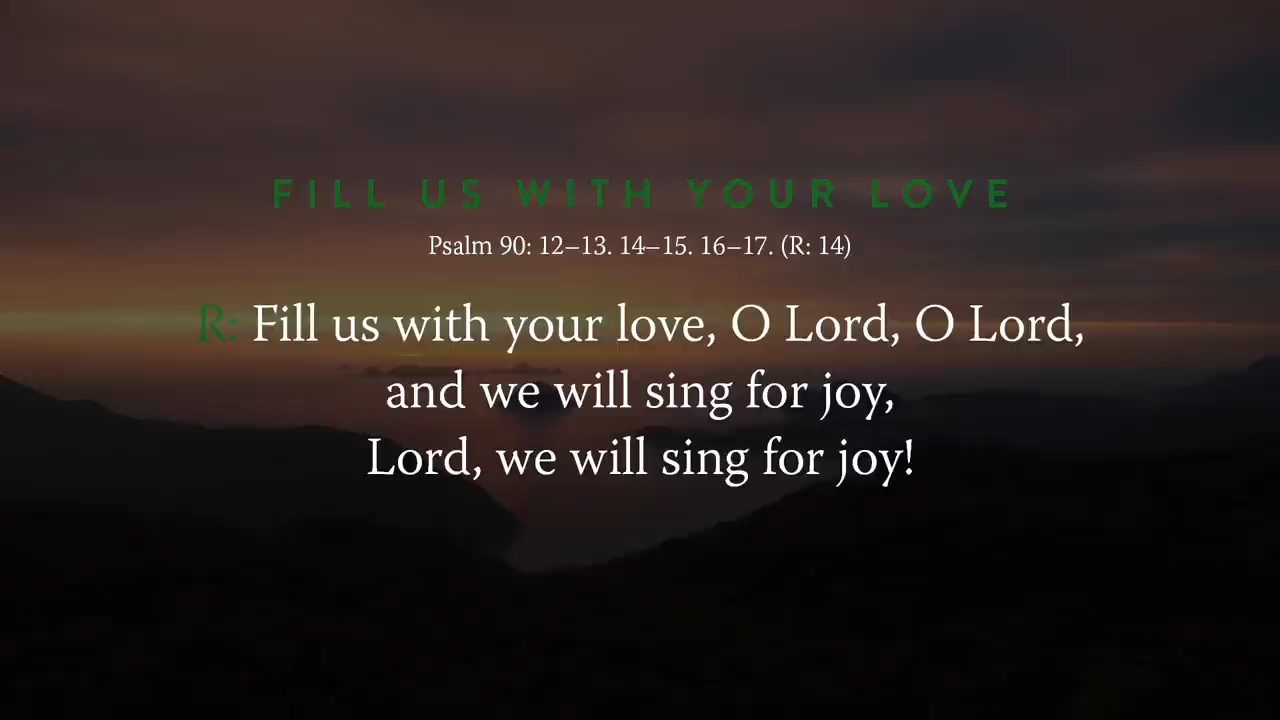 FILL US WITH YOUR LOVE
Psalm 90: 12–13. 14–15. 16–17. (R: 14)
R: Fill us with your love, O Lord, O Lord,
and we will sing for joy,
Lord, we will sing for joy!